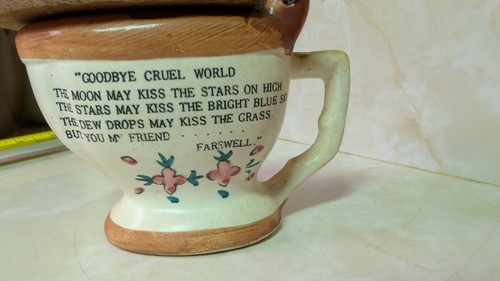 "GOODBYE CRUEL WORLD
THE MOON MAY KISS THE STARS ON HIGH
THE STARS MAY KISS THE BRIGHT BLUE
THE DEW DROPS MAY KISS THE GRASS
BUT YOU MY FRIEND . . . . . . .
FAREWELL.."